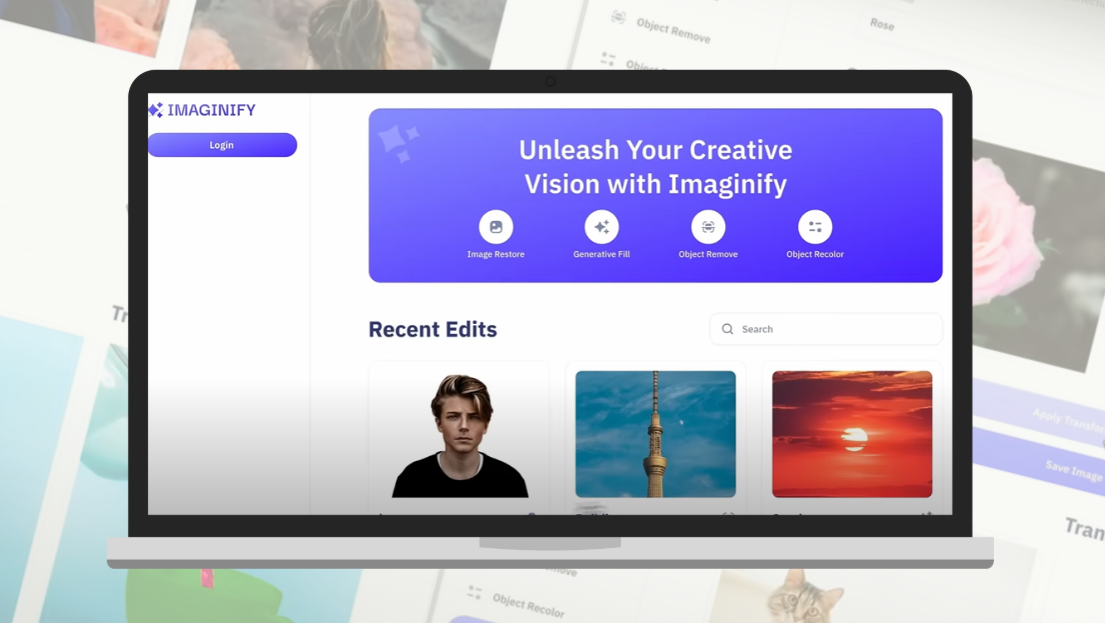 Object Remove
Rose
IMAGINIFY
Login
Unleash Your Creative
Vision with Imaginify
Image Restore
Generative Fill
Object Remove
Object Recolor
Recent Edits
Search
Apply Transfor
Save Image
Object Recolor